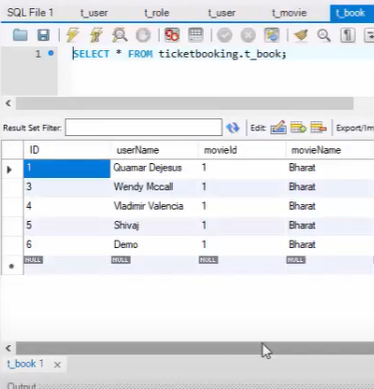 SQL File 1 t_user t_role t_user t_movie t_book
1 SELECT * FROM ticketbooking.t_book;
Result Set Filter: Edit: Export/Im
ID userName movieId movieName
1 Quamar Dejesus 1 Bharat
3 Wendy Mccall 1 Bharat
4 Vladimir Valencia 1 Bharat
5 Shivaj 1 Bharat
6 Demo 1 Bharat
NULL NULL NULL NULL
t_book 1
Output